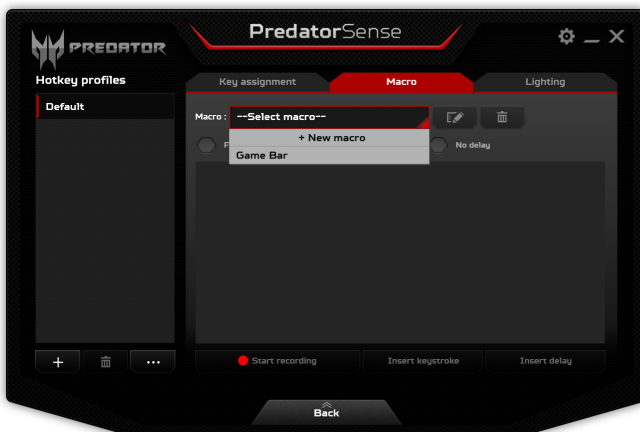 PredatorSense
PREDATOR
Hotkey profiles
Key assignment
Macro
Lighting
Default
Macro :
--Select macro--
+ New macro
No delay
Game Bar
Start recording
Insert keystroke
Insert delay
Back